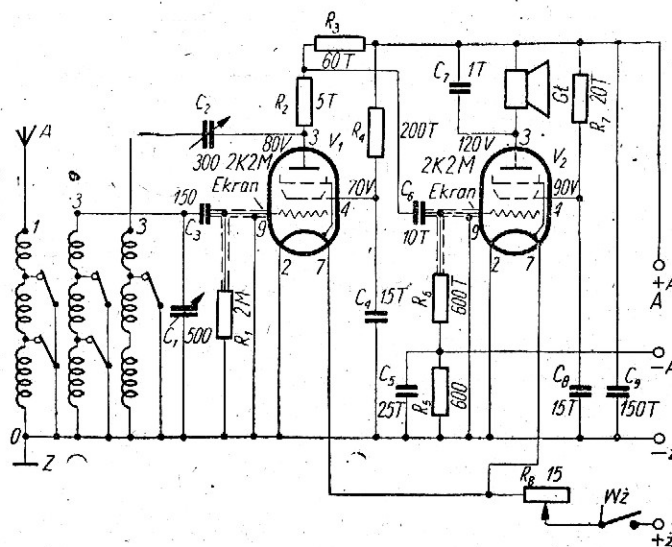 R3
60T
C7
1T
GŁ
R7
20T
R2
5T
R4
200T
C2
300
80V
3
V1
2K2M
Ekran
70V
4
9
2
7
120V
3
V2
2K2M
Ekran
90V
4
9
2
7
C6
10T
A
1
3
3
150
C3
C1
500
R1
2M
C4
15T
R6
600T
C5
25T
R5
600
C8
15T
C9
150T
+A
A
-A
0
Z
-ż
R8
15
Wż
+ż